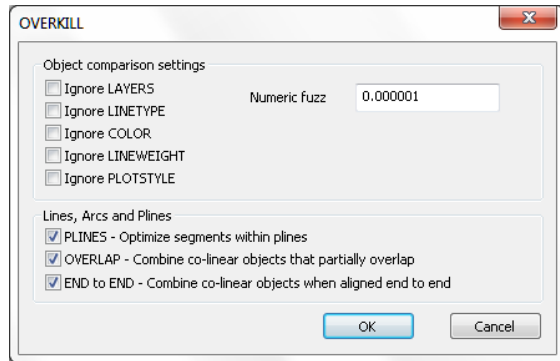 OVERKILL
Object comparison settings
Ignore LAYERS
Numeric fuzz 0.000001
Ignore LINETYPE
Ignore COLOR
Ignore LINEWEIGHT
Ignore PLOTSTYLE
Lines, Arcs and Plines
PLINES - Optimize segments within plines
OVERLAP - Combine co-linear objects that partially overlap
END to END - Combine co-linear objects when aligned end to end
OK Cancel